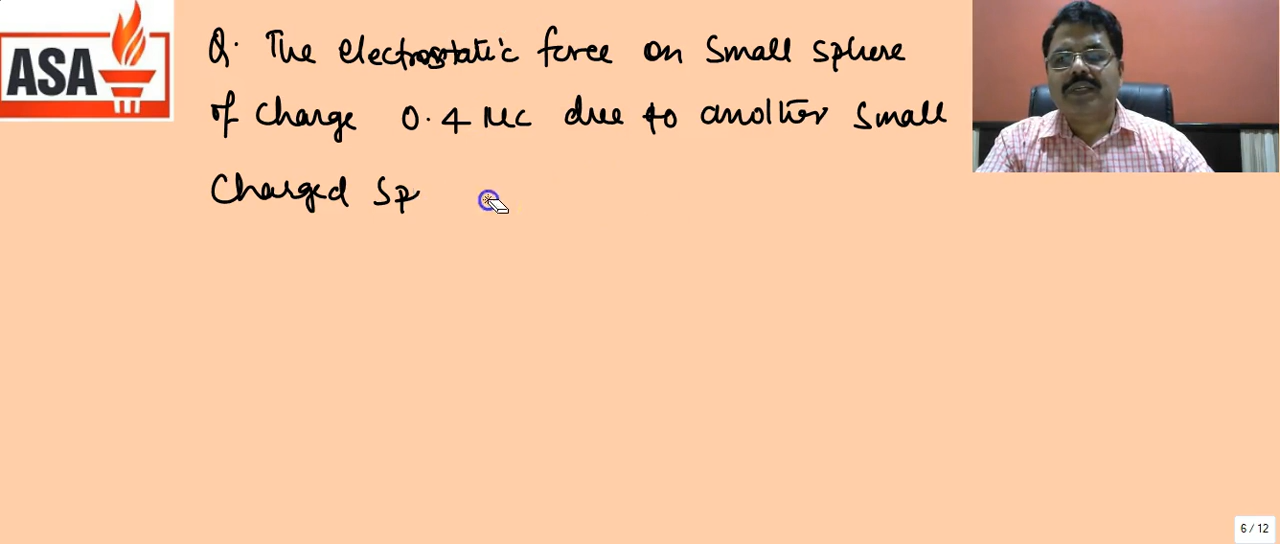 ASA
Q. The electrostatic force on small sphere
of charge 0.4 μc due to another small
Charged Sp
6 / 12